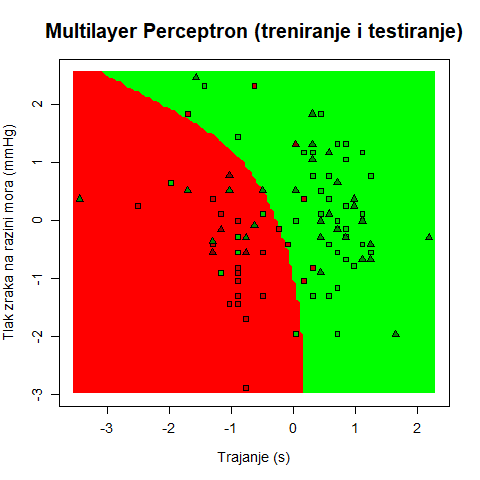 Multilayer Perceptron (treniranje i testiranje)
Tlak zraka na razini mora (mmHg)
2
1
0
-1
-2
-3
-3 -2 -1 0 1 2
Trajanje (s)